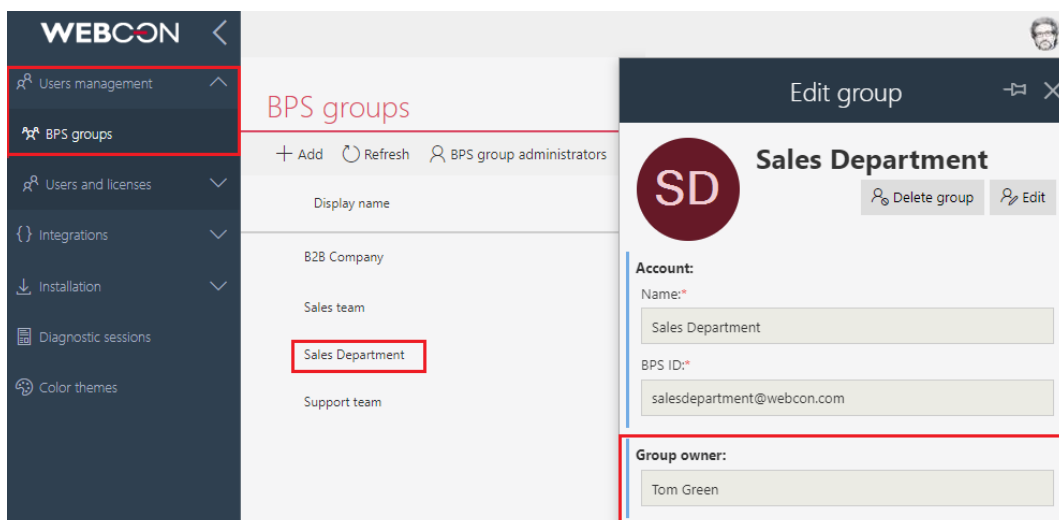 WEBCON
Users management
BPS groups
Users and licenses
Integrations
Installation
Diagnostic sessions
Color themes
BPS groups
Add Refresh BPS group administrators
Display name
B2B Company
Sales team
Sales Department
Support team
Edit group
SD
Sales Department
Delete group Edit
Account:
Name:*
Sales Department
BPS ID:*
salesdepartment@webcon.com
Group owner:
Tom Green